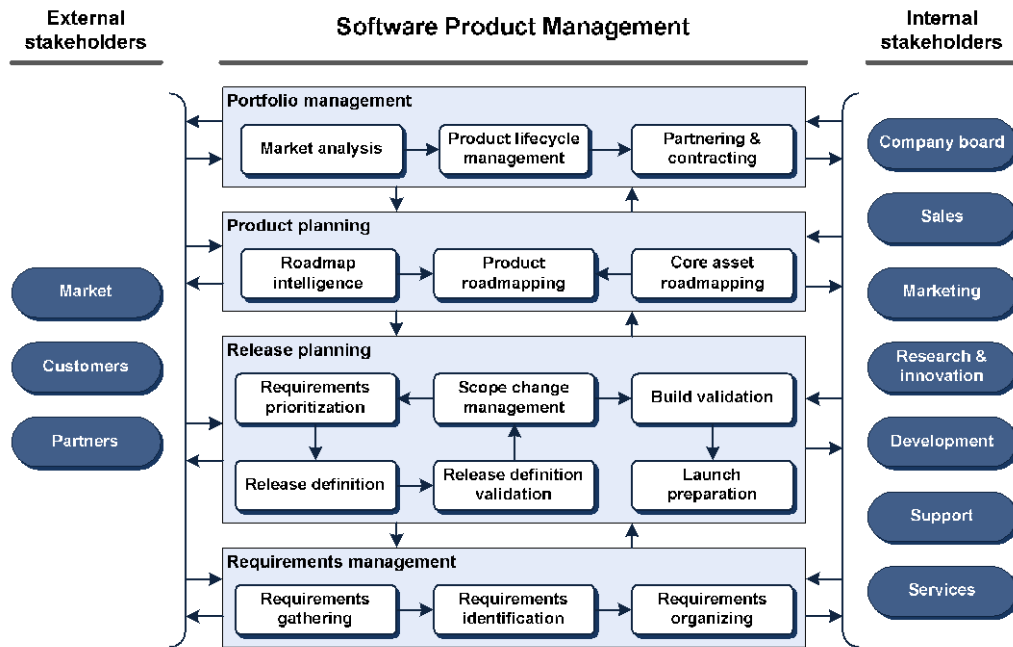 External
stakeholders
Software Product Management
Internal
stakeholders
Portfolio management
Market analysis
Product lifecycle
management
Partnering &
contracting
Product planning
Roadmap
intelligence
Product
roadmapping
Core asset
roadmapping
Release planning
Requirements
prioritization
Scope change
management
Build validation
Release definition
Release definition
validation
Launch
preparation
Requirements management
Requirements
gathering
Requirements
identification
Requirements
organizing
Market
Customers
Partners
Company board
Sales
Marketing
Research &
innovation
Development
Support
Services